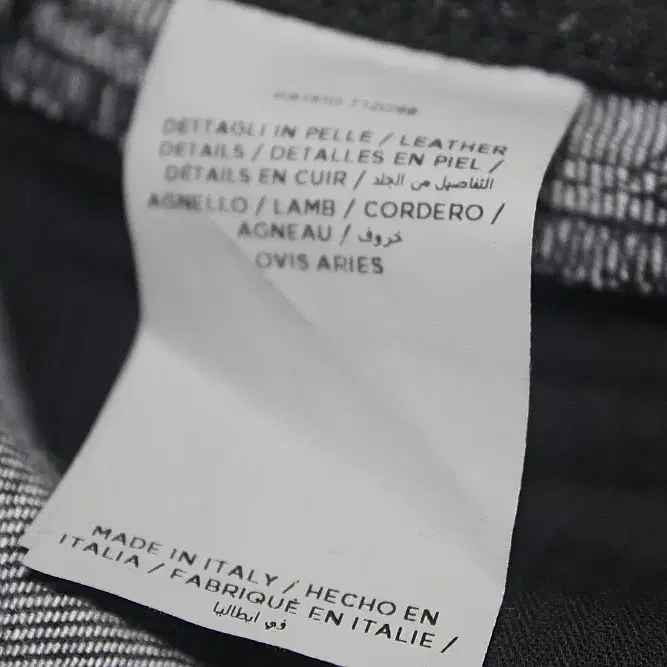 DETTAGLI IN PELLE / LEATHER
DETAILS / DETALLES EN PIEL /
DÉTAILS EN CUIR / التفاصيل من الجلد
AGNELLO / LAMB / CORDERO /
AGNEAU / خروف
OVIS ARIES
MADE IN ITALY / HECHO EN
ITALIA / FABRIQUÉ EN ITALIE /
في ايطاليا